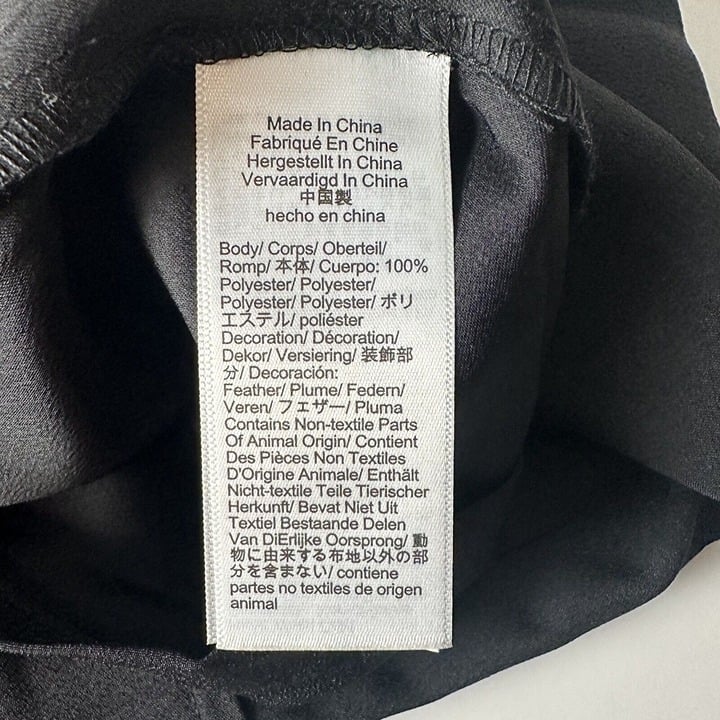 Made In China
Fabriqué En Chine
Hergestellt In China
Vervaardigd In China
中国製
hecho en china
Body/ Corps/ Oberteil/
Romp/ 本体/ Cuerpo: 100%
Polyester/ Polyester/
Polyester/ Polyester/ ポリ
エステル/ poliéster
Decoration/ Décoration/
Dekor/ Versiering/ 装飾部
分/ Decoración:
Feather/ Plume/ Federn/
Veren/ フェザー/ Pluma
Contains Non-textile Parts
Of Animal Origin/ Contient
Des Pièces Non Textiles
D'Origine Animale/ Enthält
Nicht-textile Teile Tierischer
Herkunft/ Bevat Niet Uit
Textiel Bestaande Delen
Van DiErlijke Oorsprong/ 動
物に由来する布地以外の部
分を含まない/ contiene
partes no textiles de origen
animal